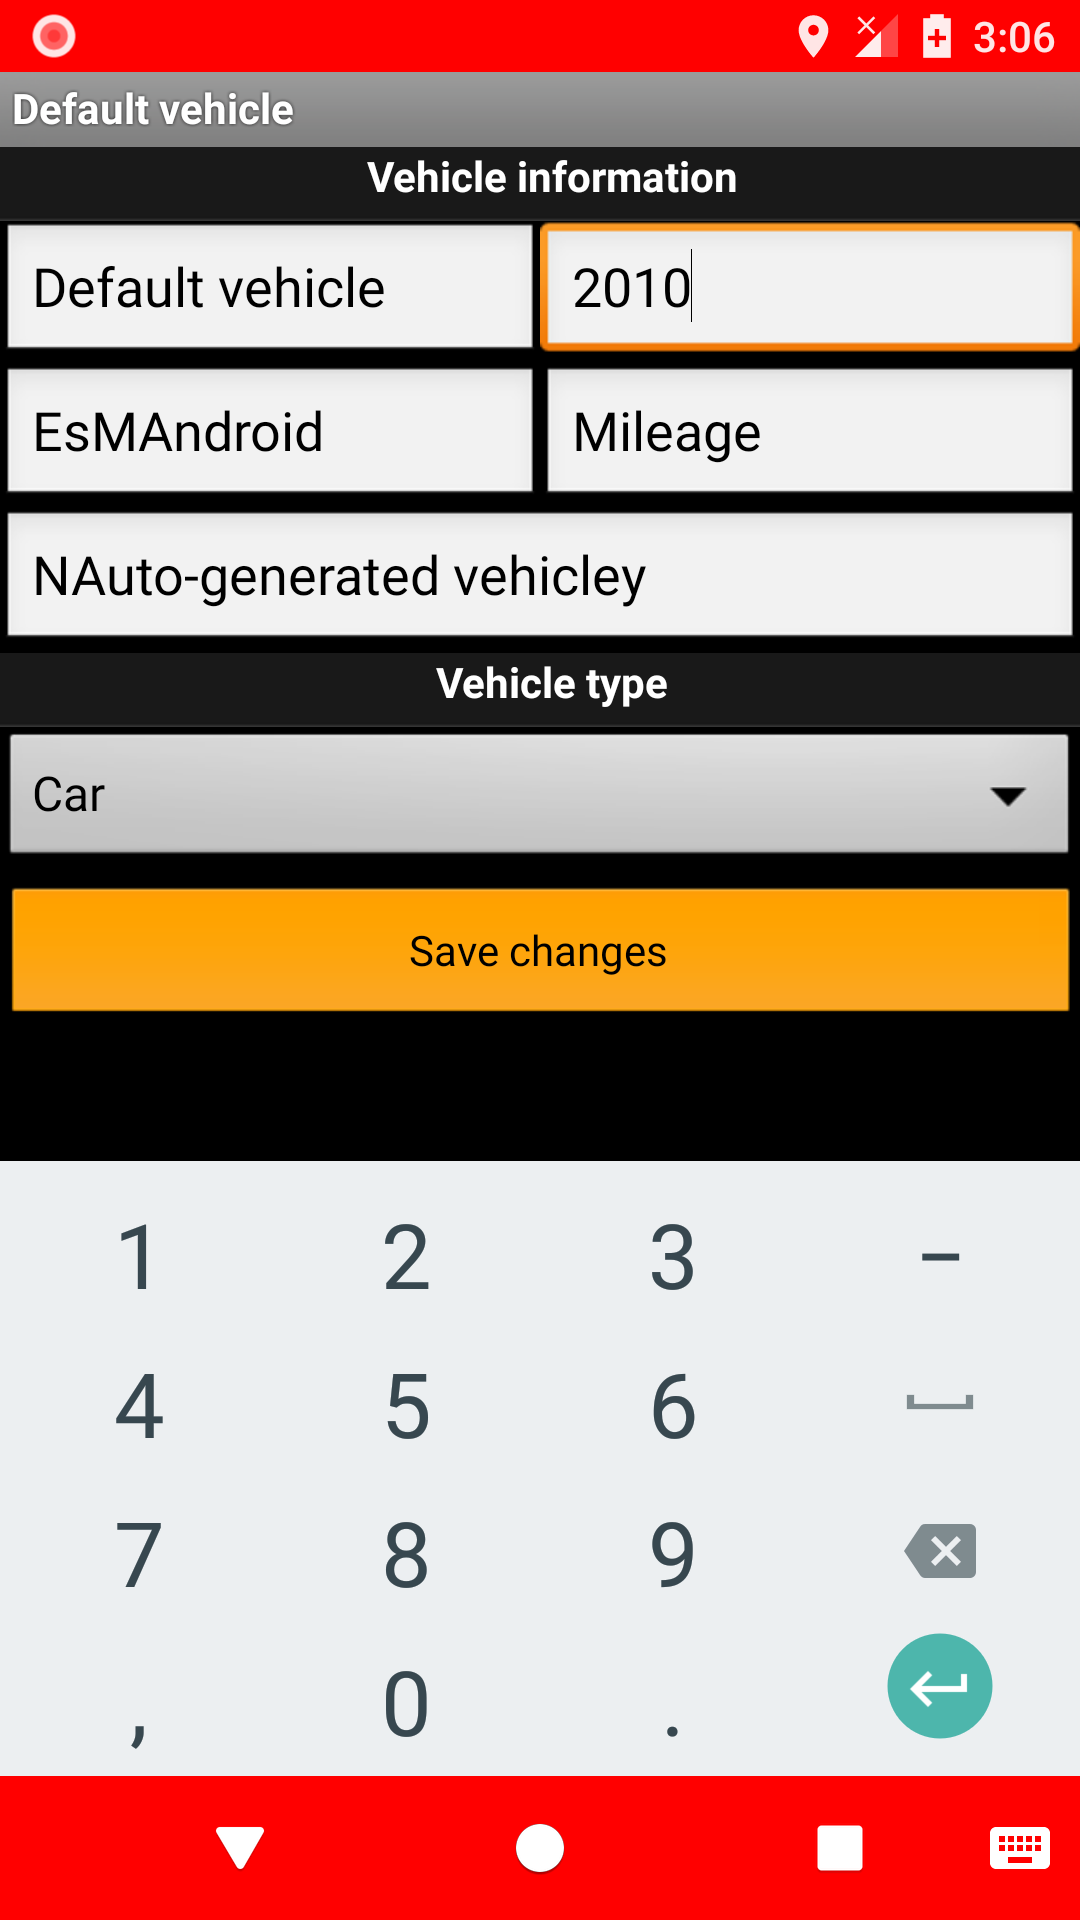 3:06
Default vehicle
Vehicle information
Default vehicle
2010
EsMAndroid
Mileage
NAuto-generated vehicley
Vehicle type
Car
Save changes
1 2 3 –
4 5 6
7 8 9
, 0 .